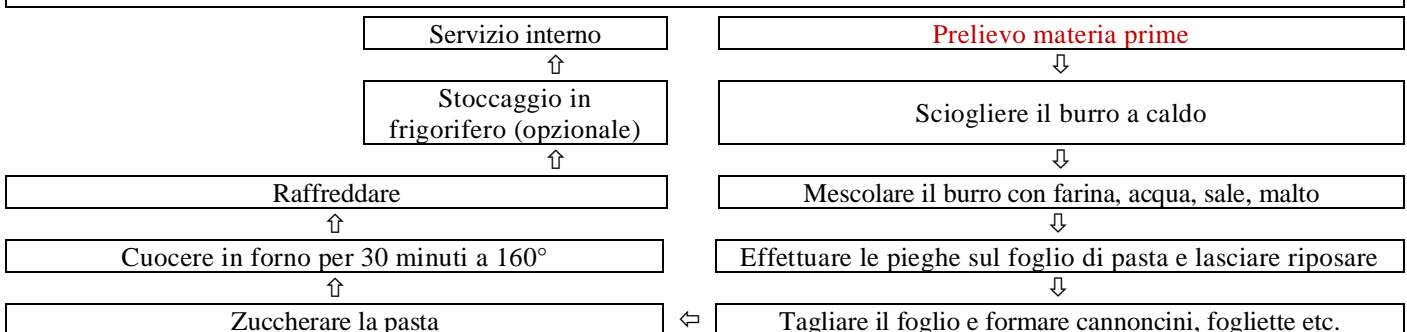 Servizio interno
Prelievo materia prime
⇧
⇩
Stoccaggio in
frigorifero (opzionale)
Sciogliere il burro a caldo
⇧
⇩
Raffreddare
Mescolare il burro con farina, acqua, sale, malto
⇧
⇩
Cuocere in forno per 30 minuti a 160°
Effettuare le pieghe sul foglio di pasta e lasciare riposare
⇧
⇩
Zuccherare la pasta
⇦
Tagliare il foglio e formare cannoncini, fogliette etc.